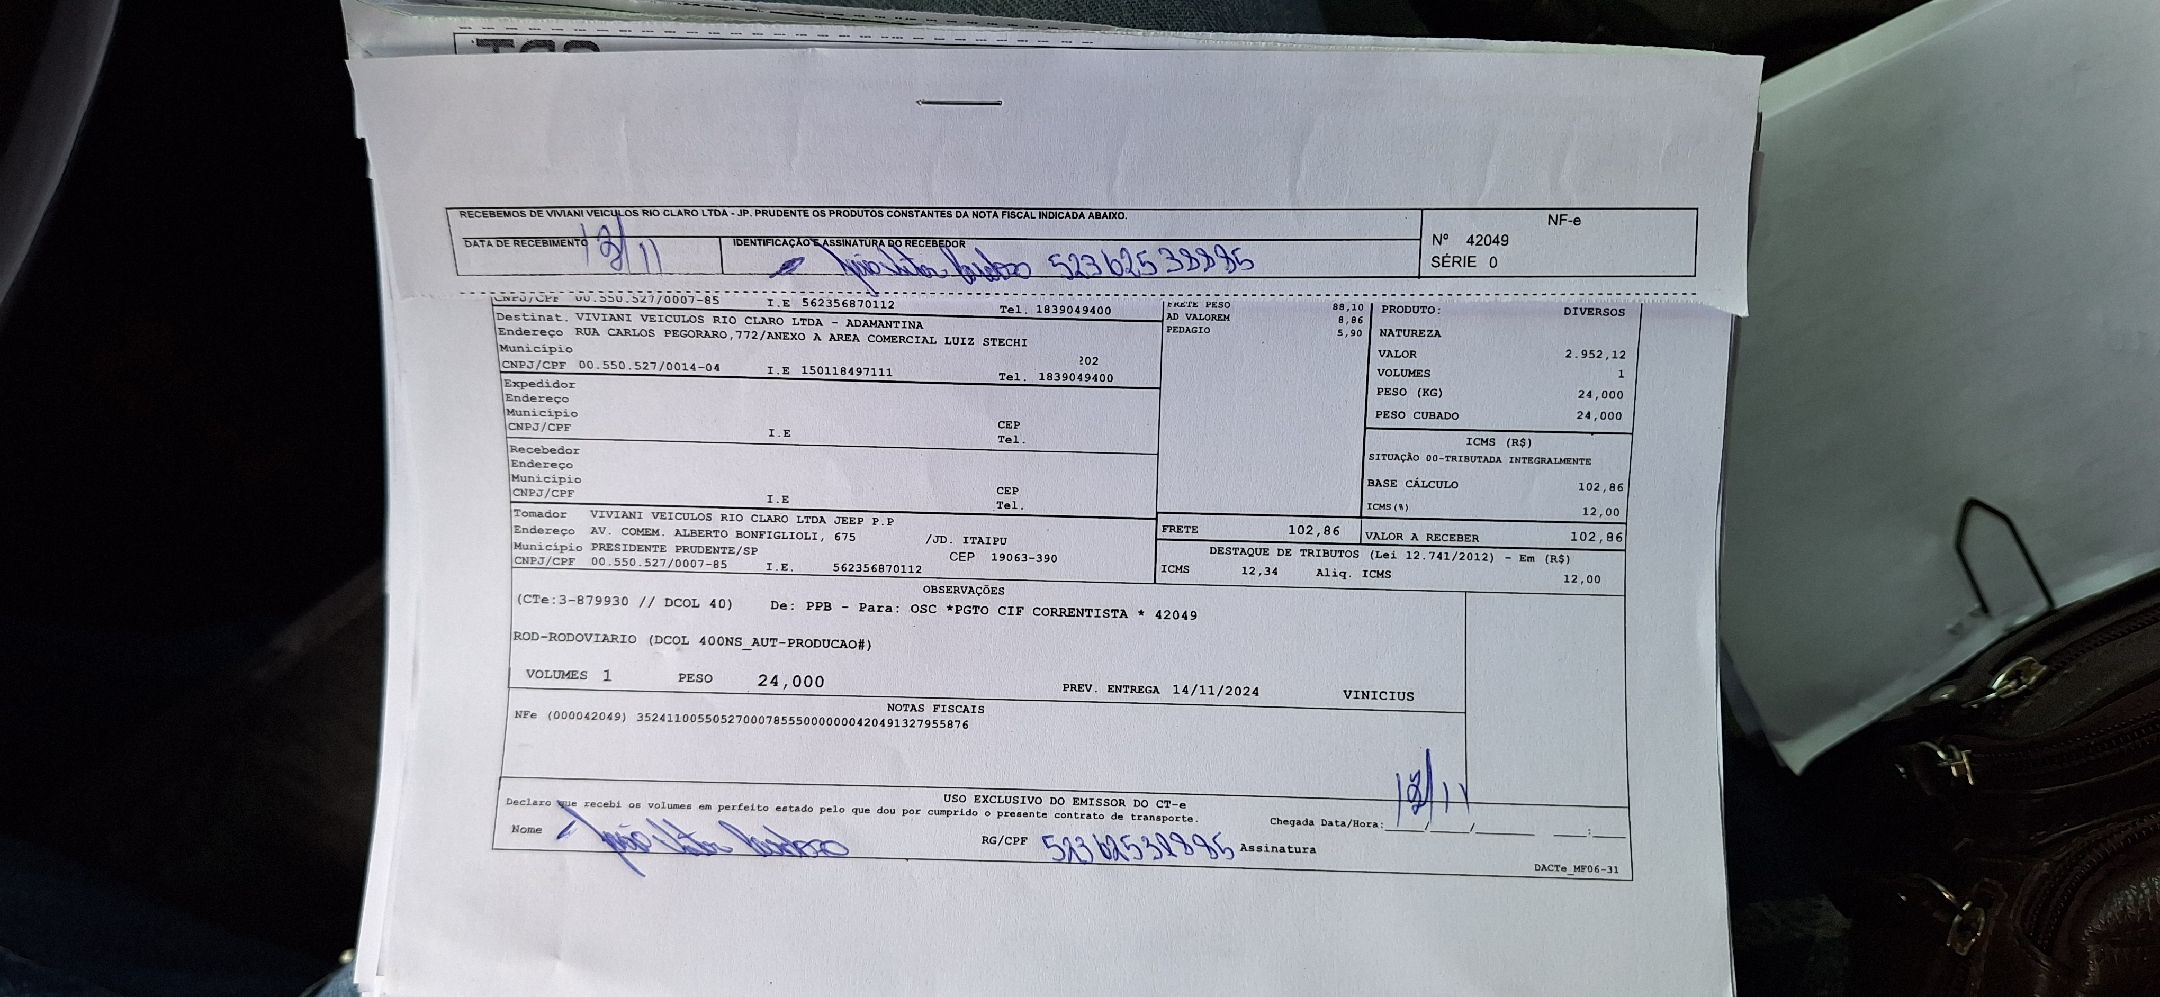 RECEBEMOS DE VIVIANI VEICULOS RIO CLARO LTDA - JP. PRUDENTE OS PRODUTOS CONSTANTES DA NOTA FISCAL INDICADA ABAIXO.
NF-e
Nº 42049
SÉRIE 0
DATA DE RECEBIMENTO
IDENTIFICAÇÃO E ASSINATURA DO RECEBEDOR
52362538885
CNPJ/CPF 00.550.527/0007-85 I.E 562356870112 Tel. 1839049400
Destinat. VIVIANI VEICULOS RIO CLARO LTDA - ADAMANTINA
Endereço RUA CARLOS PEGORARO,772/ANEXO A AREA COMERCIAL LUIZ STECHI
Município 202
CNPJ/CPF 00.550.527/0014-04 I.E 150118497111 Tel. 1839049400
Expedidor
Endereço
Município CEP
CNPJ/CPF I.E Tel.
Recebedor
Endereço
Município CEP
CNPJ/CPF I.E Tel.
Tomador VIVIANI VEICULOS RIO CLARO LTDA JEEP P.P
Endereço AV. COMEM. ALBERTO BONFIGLIOLI, 675 /JD. ITAIPU
Município PRESIDENTE PRUDENTE/SP CEP 19063-390
CNPJ/CPF 00.550.527/0007-85 I.E. 562356870112
FRETE PESO 88,10
AD VALOREM 8,86
PEDAGIO 5,90
PRODUTO: DIVERSOS
NATUREZA
VALOR 2.952,12
VOLUMES 1
PESO (KG) 24,000
PESO CUBADO 24,000
ICMS (R$)
SITUAÇÃO 00-TRIBUTADA INTEGRALMENTE
BASE CÁLCULO 102,86
ICMS(%) 12,00
FRETE 102,86 VALOR A RECEBER 102,86
DESTAQUE DE TRIBUTOS (Lei 12.741/2012) - Em (R$)
ICMS 12,34 Aliq. ICMS 12,00
OBSERVAÇÕES
(CTe:3-879930 // DCOL 40) De: PPB - Para: OSC *PGTO CIF CORRENTISTA * 42049
ROD-RODOVIARIO (DCOL 400NS_AUT-PRODUCAO#)
VOLUMES 1 PESO 24,000 PREV. ENTREGA 14/11/2024 VINICIUS
NOTAS FISCAIS
NFe (000042049) 35241100550527000785550000000420491327955876
USO EXCLUSIVO DO EMISSOR DO CT-e
Declaro que recebi os volumes em perfeito estado pelo que dou por cumprido o presente contrato de transporte.
Chegada Data/Hora:____/____/______ ___:___
Nome RG/CPF 52362538885 Assinatura
DACTe_MF06-31